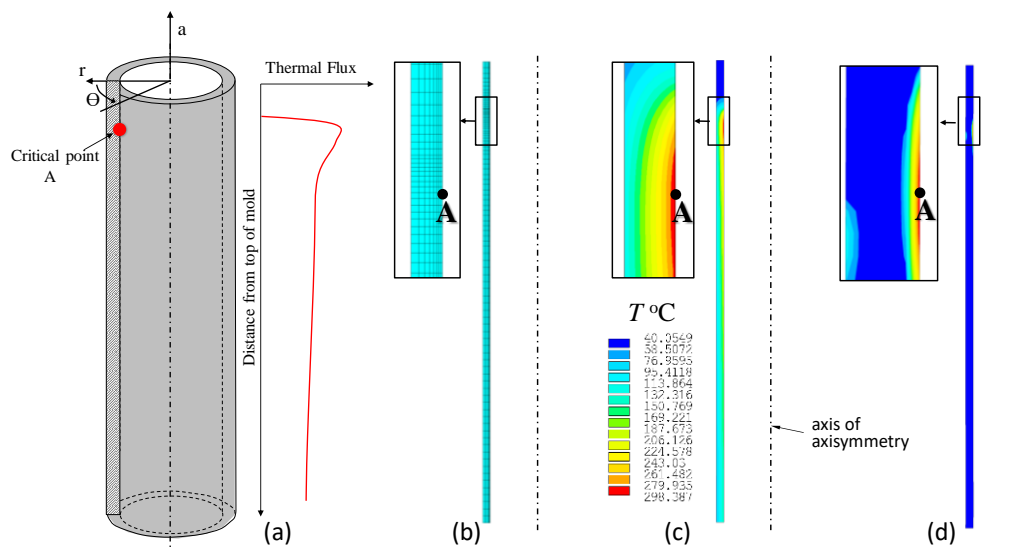 a
r
Θ
Critical point
A
Thermal Flux
Distance from top of mold
(a)
A
(b)
A
T °C
40.0549
58.5072
76.9595
95.4118
113.864
132.316
150.769
169.221
187.673
206.126
224.578
243.03
261.482
279.935
298.387
(c)
A
axis of
axisymmetry
(d)